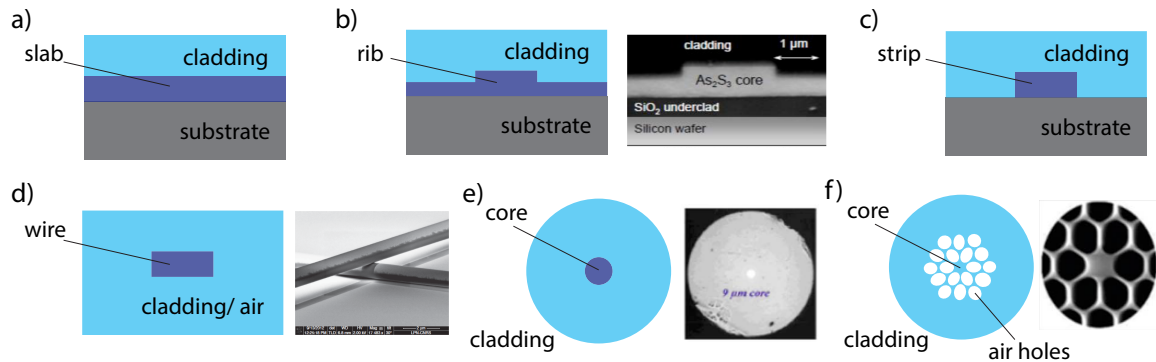 a)
slab
cladding
substrate
b)
rib
cladding
substrate
cladding
1 μm
As₂S₃ core
SiO₂ underclad
Silicon wafer
c)
strip
cladding
substrate
d)
wire
cladding/ air
e)
core
cladding
9 μm core
f)
core
cladding
air holes